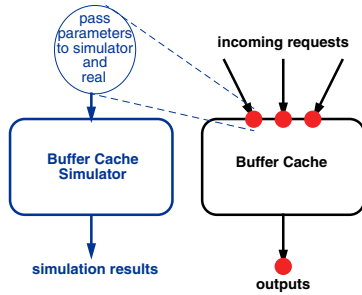 pass
parameters
to simulator
and
real
incoming requests
Buffer Cache
Simulator
Buffer Cache
simulation results
outputs